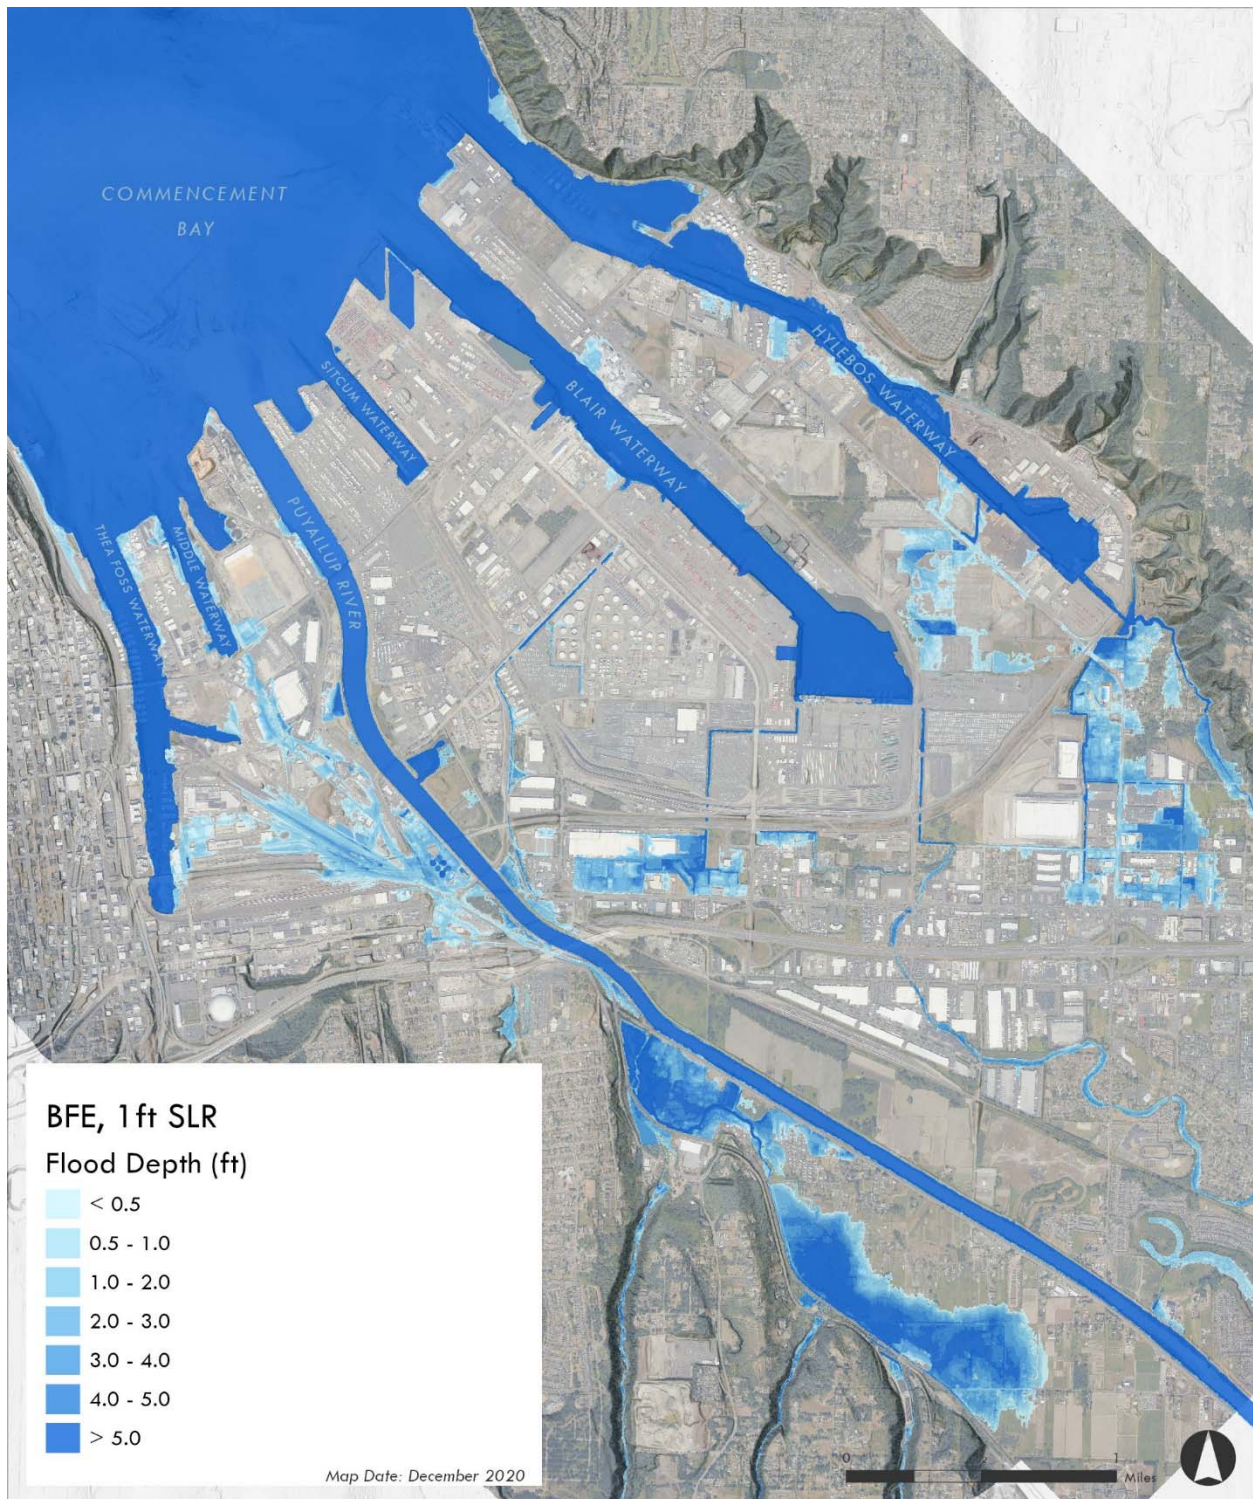 COMMENCEMENT
BAY
HYLEBOS WATERWAY
BLAIR WATERWAY
SITCUM WATERWAY
PUYALLUP RIVER
MIDDLE WATERWAY
THEA FOSS WATERWAY
BFE, 1ft SLR
Flood Depth (ft)
< 0.5
0.5 - 1.0
1.0 - 2.0
2.0 - 3.0
3.0 - 4.0
4.0 - 5.0
> 5.0
Map Date: December 2020
0 1
Miles